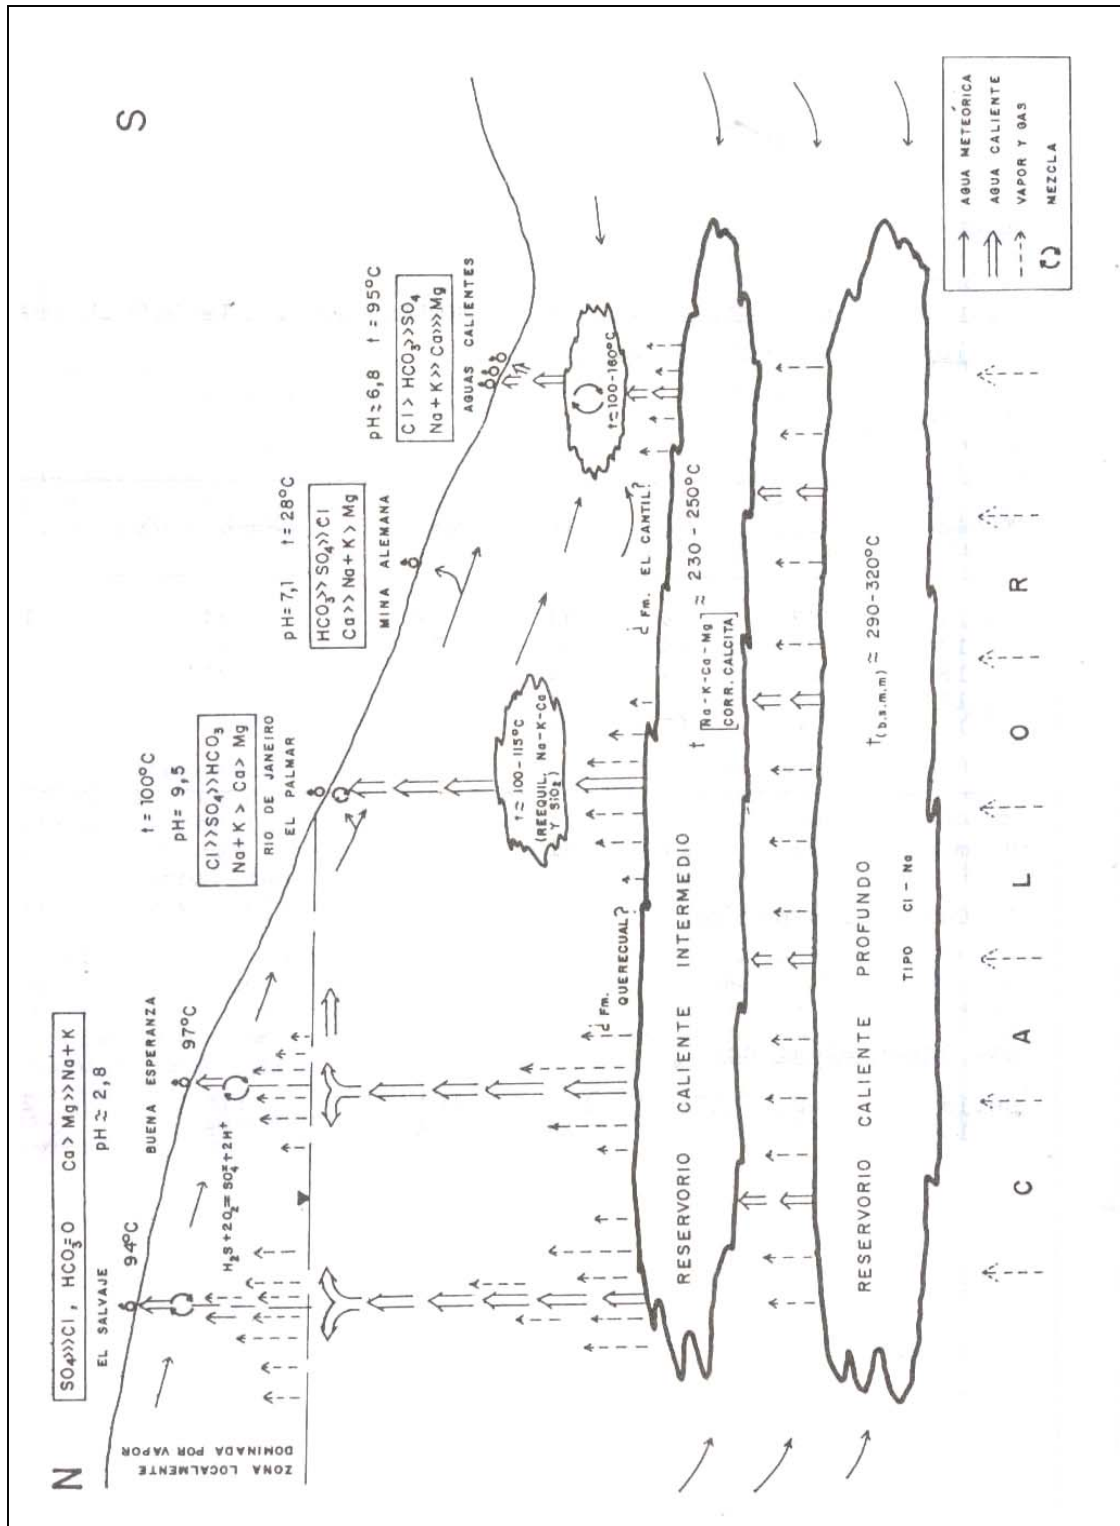 N
S
SO₄>>>Cl, HCO₃=0 Ca>Mg>>Na+K
pH ≃ 2,8
EL SALVAJE
94°C
BUENA ESPERANZA
97°C
t=100°C
pH=9,5
Cl>>SO₄>>HCO₃
Na+K > Ca > Mg
RIO DE JANEIRO
EL PALMAR
pH=7,1 t=28°C
HCO₃>>SO₄>>Cl
Ca>>Na+K>Mg
MINA ALEMANA
pH≃6,8 t=95°C
Cl>HCO₃>>SO₄
Na+K>>Ca>>>Mg
AGUAS CALIENTES
ZONA LOCALMENTE
DOMINADA POR VAPOR
H₂S+2O₂=SO₄⁼+2H⁺
t≃100-115°C
(REEQUIL. Na-K-Ca
Y SiO₂)
t≃100-160°C
¿Fm. QUERECUAL?
¿Fm. EL CANTIL?
RESERVORIO CALIENTE INTERMEDIO
t [Na-K-Ca-Mg] ≃ 230-250°C
[CORR. CALCITA]
RESERVORIO CALIENTE PROFUNDO
TIPO Cl-Na
t(b.s.m.m) ≃ 290-320°C
C A L O R
AGUA METEÓRICA
AGUA CALIENTE
VAPOR Y GAS
MEZCLA